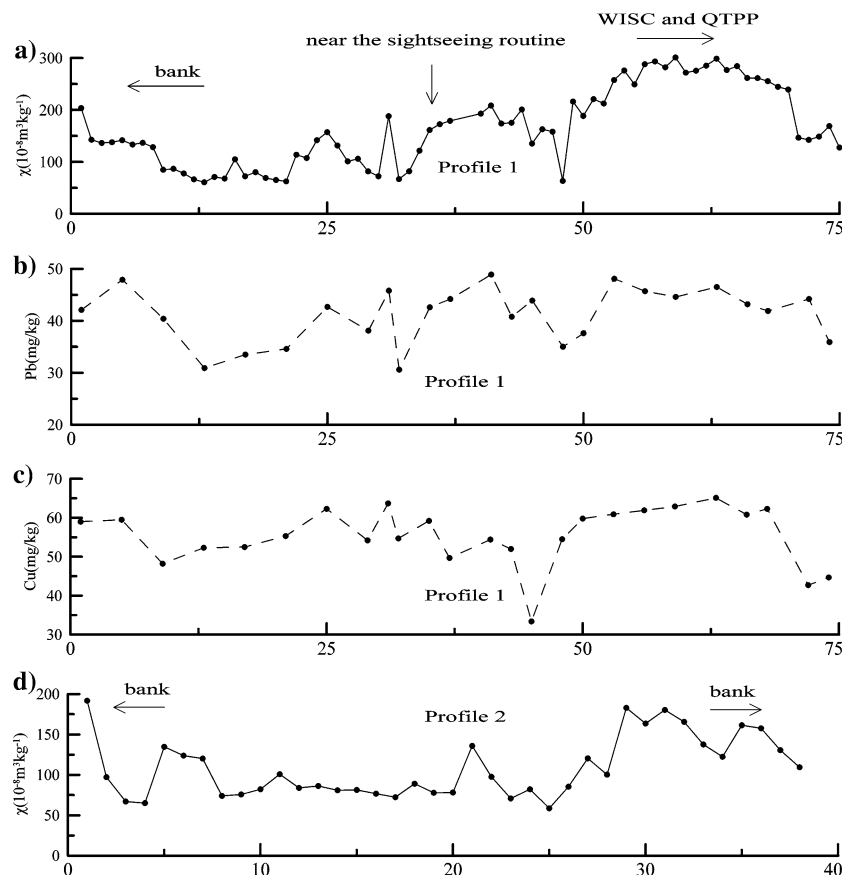 WISC and QTPP
a)
near the sightseeing routine
300
bank
200
χ(10⁻⁸m³kg⁻¹)
100
Profile 1
0
0 25 50 75
b)
50
40
Pb(mg/kg)
30
Profile 1
20
0 25 50 75
c)
70
60
50
Cu(mg/kg)
40
Profile 1
30
0 25 50 75
d)
200
bank
Profile 2
bank
150
χ(10⁻⁸m³kg⁻¹)
100
50
0
0 10 20 30 40